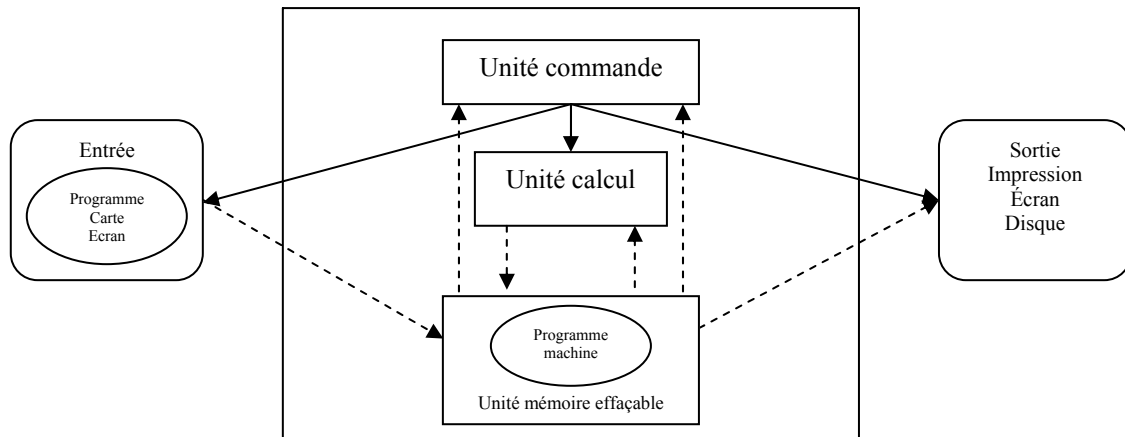 Unité commande
Entrée
Programme
Carte
Ecran
Unité calcul
Sortie
Impression
Écran
Disque
Programme
machine
Unité mémoire effaçable